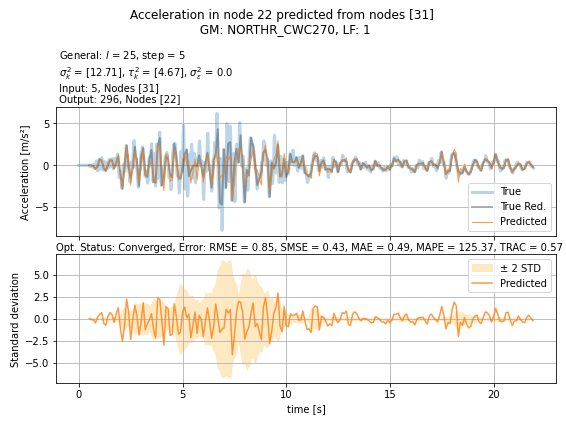 Acceleration in node 22 predicted from nodes [31]
GM: NORTHR_CWC270, LF: 1
General: l = 25, step = 5
σ²ₖ = [12.71], τ²ₖ = [4.67], σ²ε = 0.0
Input: 5, Nodes [31]
Output: 296, Nodes [22]
Acceleration [m/s²]
5
0
−5
True
True Red.
Predicted
Opt. Status: Converged, Error: RMSE = 0.85, SMSE = 0.43, MAE = 0.49, MAPE = 125.37, TRAC = 0.57
Standard deviation
5.0
2.5
0.0
−2.5
−5.0
± 2 STD
Predicted
0 5 10 15 20
time [s]